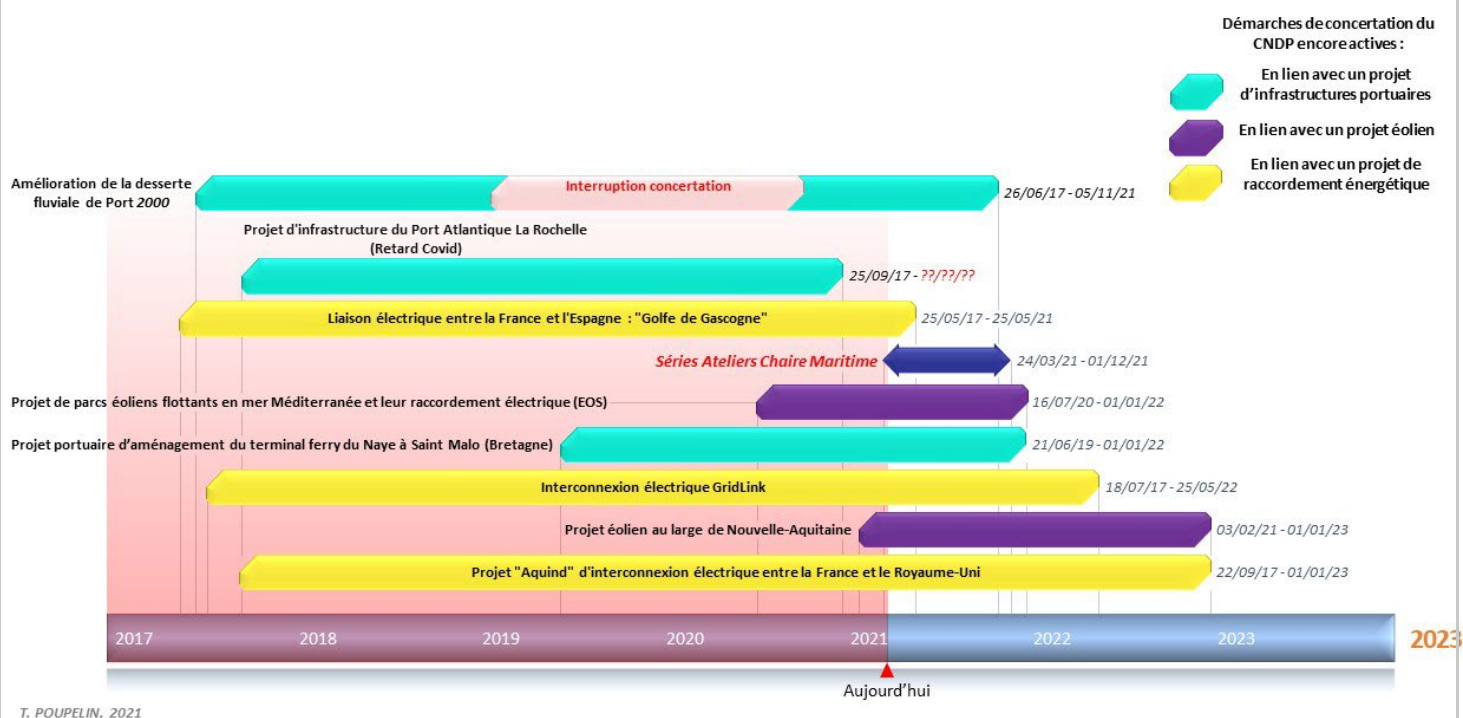 Démarches de concertation du
CNDP encore actives :
En lien avec un projet
d’infrastructures portuaires
En lien avec un projet éolien
En lien avec un projet de
raccordement énergétique
Amélioration de la desserte
fluviale de Port 2000
Interruption concertation
26/06/17 - 05/11/21
Projet d'infrastructure du Port Atlantique La Rochelle
(Retard Covid)
25/09/17 - ??/??/??
Liaison électrique entre la France et l'Espagne : "Golfe de Gascogne"
25/05/17 - 25/05/21
Séries Ateliers Chaire Maritime
24/03/21 - 01/12/21
Projet de parcs éoliens flottants en mer Méditerranée et leur raccordement électrique (EOS)
16/07/20 - 01/01/22
Projet portuaire d’aménagement du terminal ferry du Naye à Saint Malo (Bretagne)
21/06/19 - 01/01/22
Interconnexion électrique GridLink
18/07/17 - 25/05/22
Projet éolien au large de Nouvelle-Aquitaine
03/02/21 - 01/01/23
Projet "Aquind" d'interconnexion électrique entre la France et le Royaume-Uni
22/09/17 - 01/01/23
2017 2018 2019 2020 2021 2022 2023 2023
Aujourd’hui
T. POUPELIN, 2021